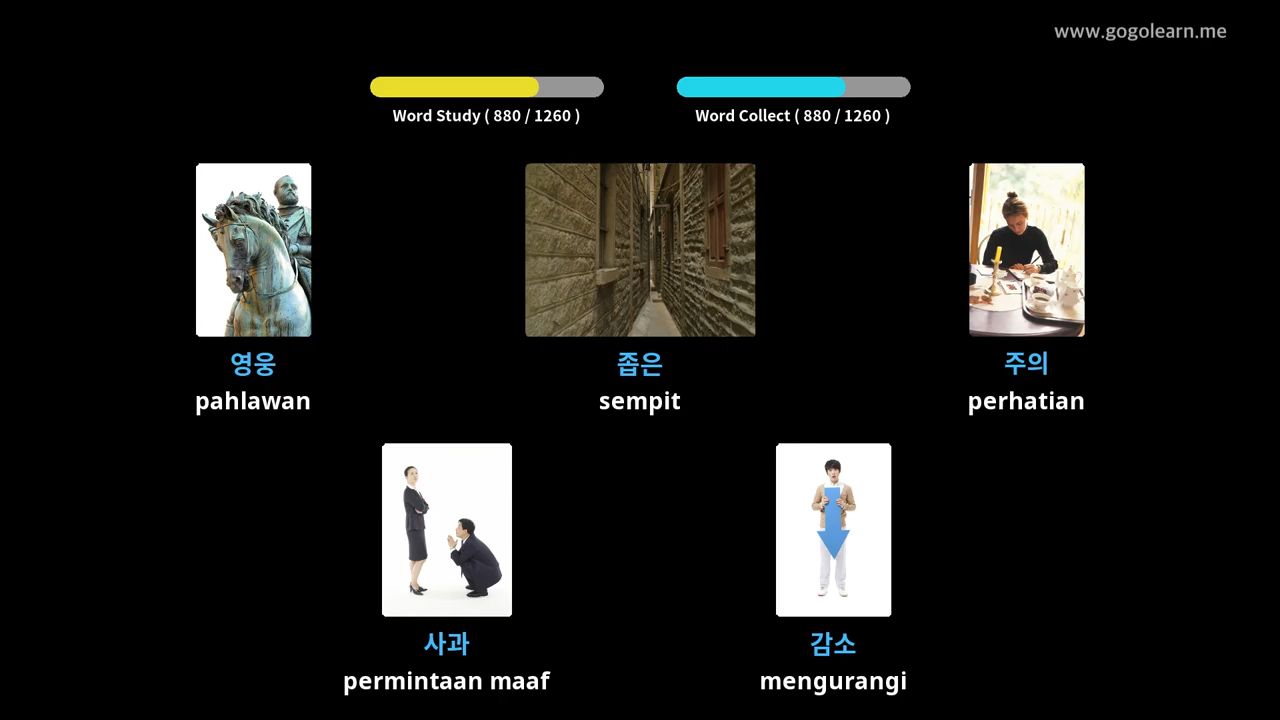 www.gogolearn.me
Word Study ( 880 / 1260 )
Word Collect ( 880 / 1260 )
영웅
pahlawan
좁은
sempit
주의
perhatian
사과
permintaan maaf
감소
mengurangi